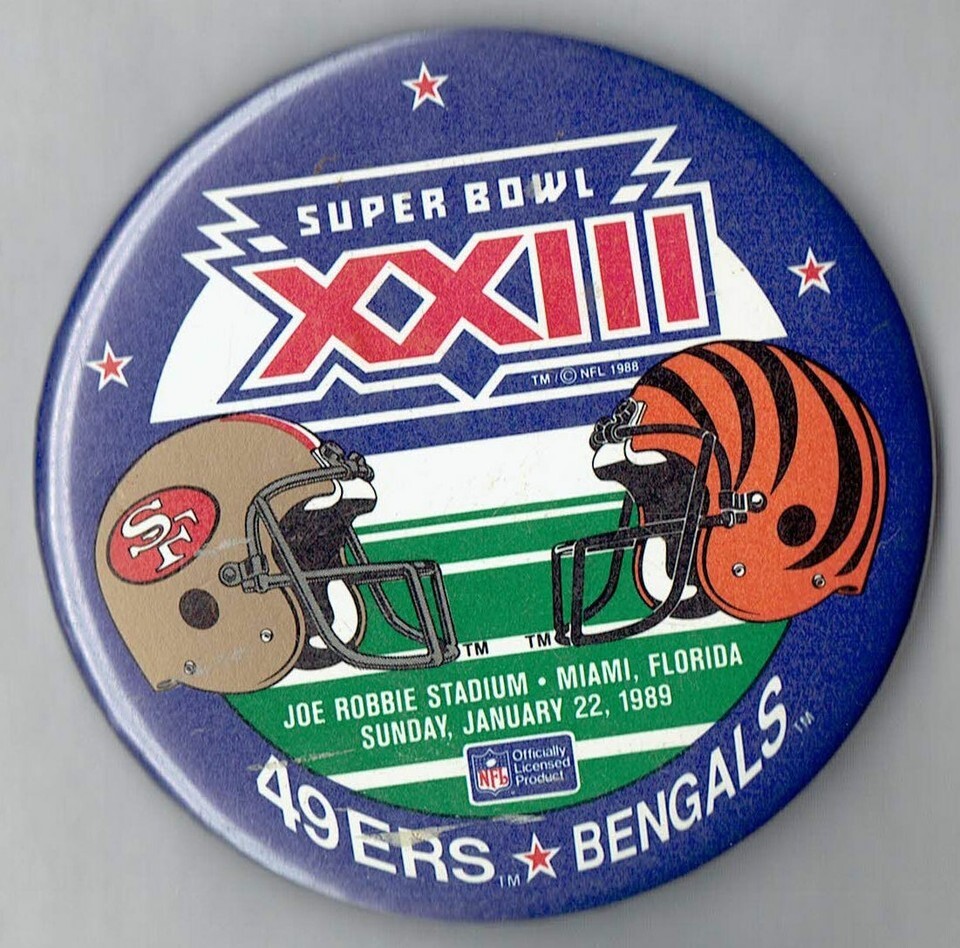 SUPER BOWL
XXIII
TM / © NFL 1988
SF
TM TM
JOE ROBBIE STADIUM • MIAMI, FLORIDA
SUNDAY, JANUARY 22, 1989
NFL
Officially
Licensed
Product
49ERS TM ★ BENGALS TM